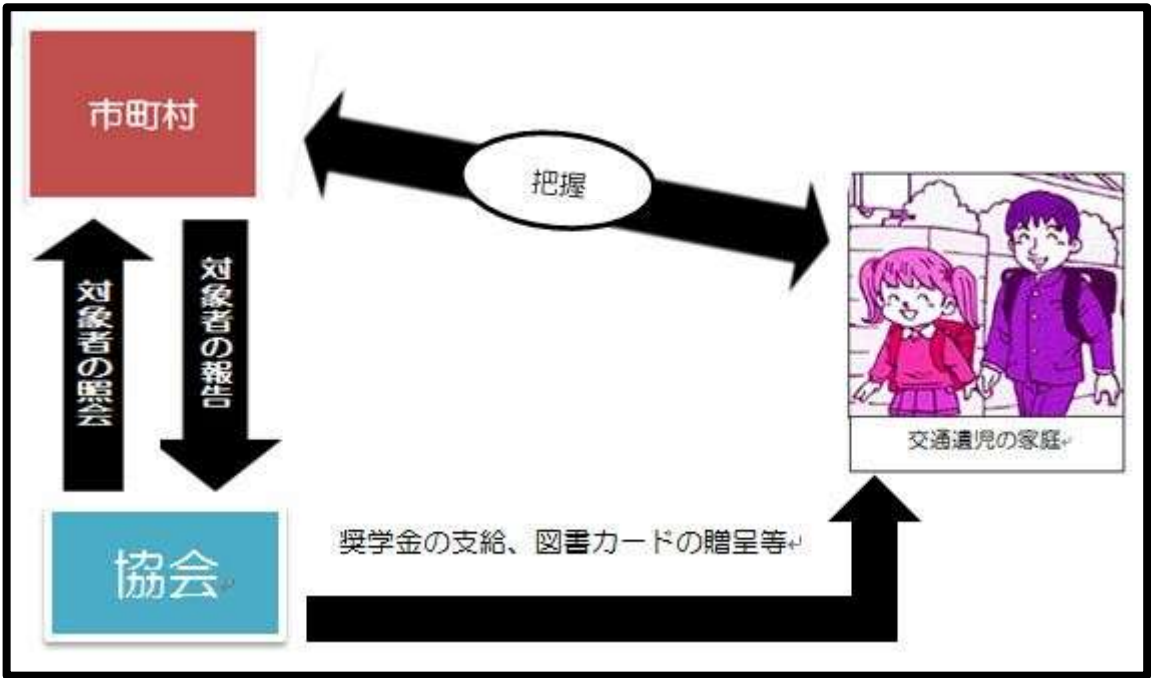 市町村
把握
対象者の照会
対象者の報告
交通遺児の家庭
協会
奨学金の支給、図書カードの贈呈等